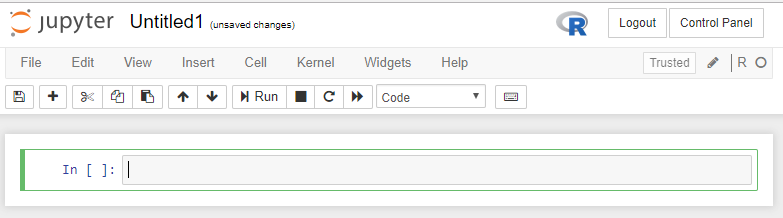 jupyter Untitled1 (unsaved changes) R Logout Control Panel
File Edit View Insert Cell Kernel Widgets Help Trusted R
Run Code
In [ ]: